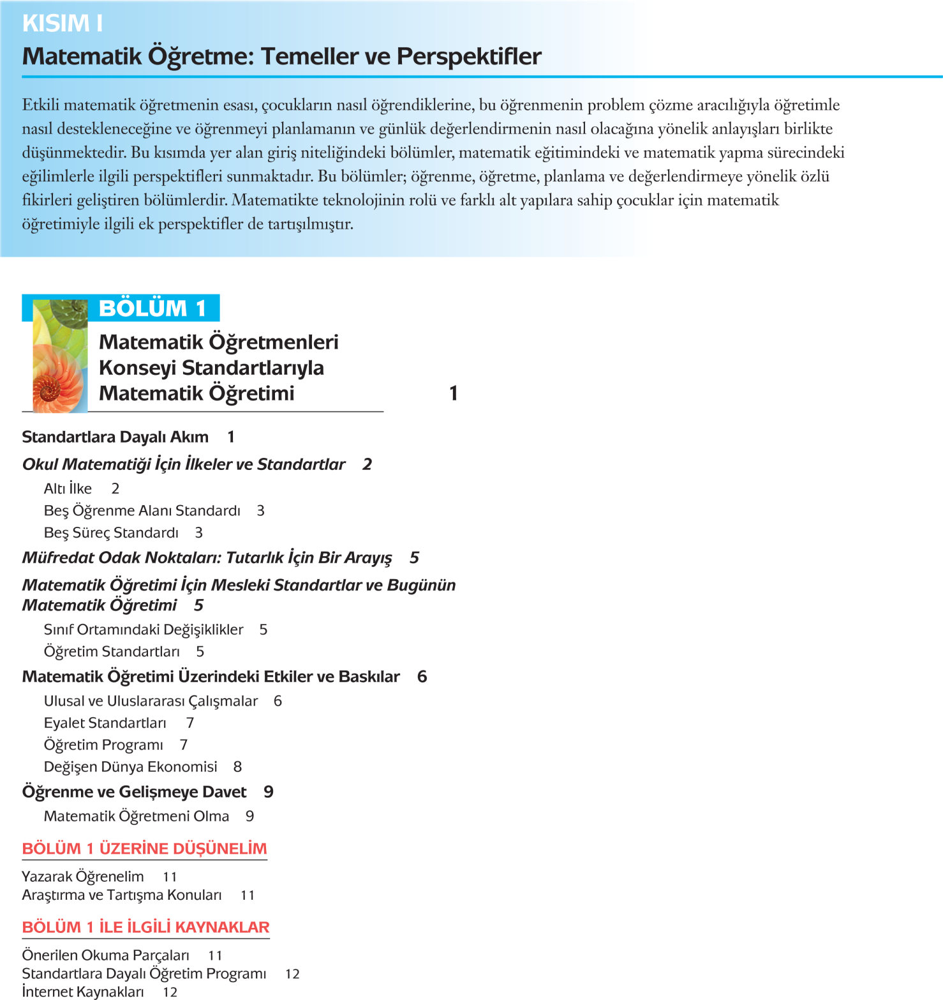 KISIM I
Matematik Öğretme: Temeller ve Perspektifler
Etkili matematik öğretmenin esası, çocukların nasıl öğrendiklerine, bu öğrenmenin problem çözme aracılığıyla öğretimle
nasıl destekleneceğine ve öğrenmeyi planlamanın ve günlük değerlendirmenin nasıl olacağına yönelik anlayışları birlikte
düşünmektedir. Bu kısımda yer alan giriş niteliğindeki bölümler, matematik eğitimindeki ve matematik yapma sürecindeki
eğilimlerle ilgili perspektifleri sunmaktadır. Bu bölümler; öğrenme, öğretme, planlama ve değerlendirmeye yönelik özlü
fikirleri geliştiren bölümlerdir. Matematikte teknolojinin rolü ve farklı alt yapılara sahip çocuklar için matematik
öğretimiyle ilgili ek perspektifler de tartışılmıştır.
BÖLÜM 1
Matematik Öğretmenleri
Konseyi Standartlarıyla
Matematik Öğretimi 1
Standartlara Dayalı Akım 1
Okul Matematiği İçin İlkeler ve Standartlar 2
Altı İlke 2
Beş Öğrenme Alanı Standardı 3
Beş Süreç Standardı 3
Müfredat Odak Noktaları: Tutarlık İçin Bir Arayış 5
Matematik Öğretimi İçin Mesleki Standartlar ve Bugünün
Matematik Öğretimi 5
Sınıf Ortamındaki Değişiklikler 5
Öğretim Standartları 5
Matematik Öğretimi Üzerindeki Etkiler ve Baskılar 6
Ulusal ve Uluslararası Çalışmalar 6
Eyalet Standartları 7
Öğretim Programı 7
Değişen Dünya Ekonomisi 8
Öğrenme ve Gelişmeye Davet 9
Matematik Öğretmeni Olma 9
BÖLÜM 1 ÜZERİNE DÜŞÜNELİM
Yazarak Öğrenelim 11
Araştırma ve Tartışma Konuları 11
BÖLÜM 1 İLE İLGİLİ KAYNAKLAR
Önerilen Okuma Parçaları 11
Standartlara Dayalı Öğretim Programı 12
İnternet Kaynakları 12